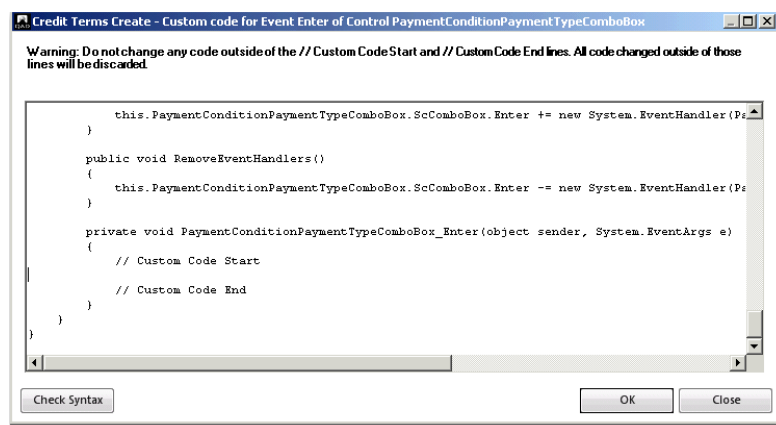 QAD Credit Terms Create - Custom code for Event Enter of Control PaymentConditionPaymentTypeComboBox
Warning: Do not change any code outside of the // Custom Code Start and // Custom Code End lines. All code changed outside of those
lines will be discarded.
this.PaymentConditionPaymentTypeComboBox.ScComboBox.Enter += new System.EventHandler(Pa
}
public void RemoveEventHandlers()
{
this.PaymentConditionPaymentTypeComboBox.ScComboBox.Enter -= new System.EventHandler(Pa
}
private void PaymentConditionPaymentTypeComboBox_Enter(object sender, System.EventArgs e)
{
// Custom Code Start
// Custom Code End
}
}
}
Check Syntax
OK
Close